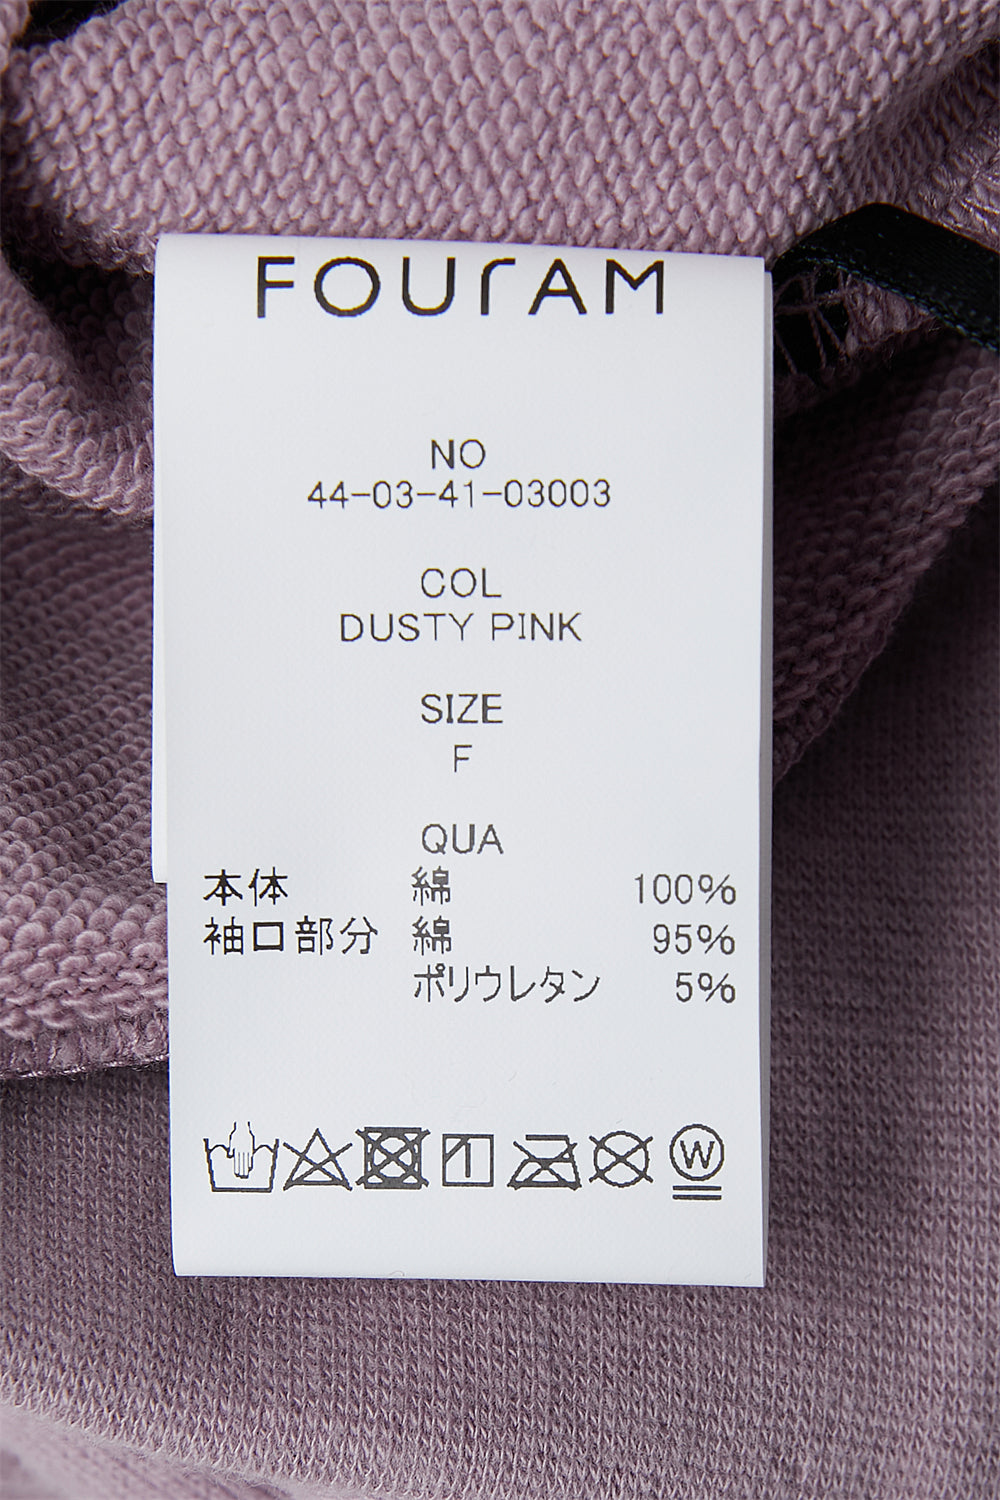 FOURAM
NO
44-03-41-03003
COL
DUSTY PINK
SIZE
F
QUA
本体 綿 100%
袖口部分 綿 95%
ポリウレタン 5%
1 W